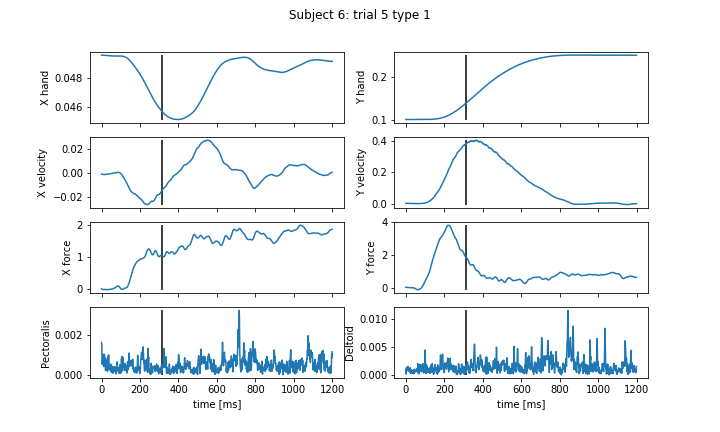 Subject 6: trial 5 type 1
X hand
0.048
0.046
Y hand
0.2
0.1
X velocity
0.02
0.00
−0.02
Y velocity
0.4
0.2
0.0
X force
2
1
0
Y force
4
2
0
Pectoralis
0.002
0.000
0 200 400 600 800 1000 1200
time [ms]
Deltoid
0.010
0.005
0.000
0 200 400 600 800 1000 1200
time [ms]